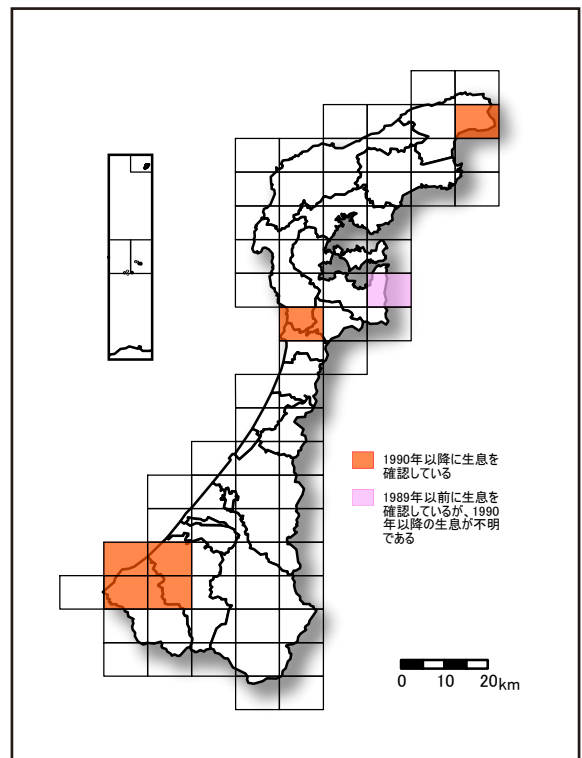 1990年以降に生息を
確認している
1989年以前に生息を
確認しているが、1990
年以降の生息が不明
である
0 10 20km